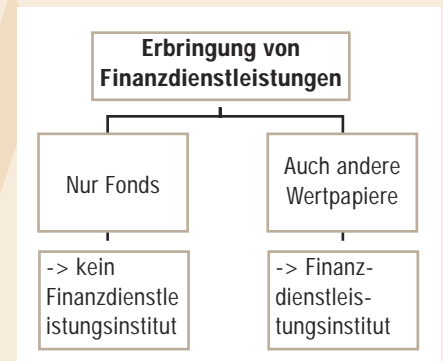 Erbringung von
Finanzdienstleistungen
Nur Fonds
Auch andere
Wertpapiere
-> kein
Finanzdienstle
istungsinstitut
-> Finanz-
dienstleis-
tungsinstitut